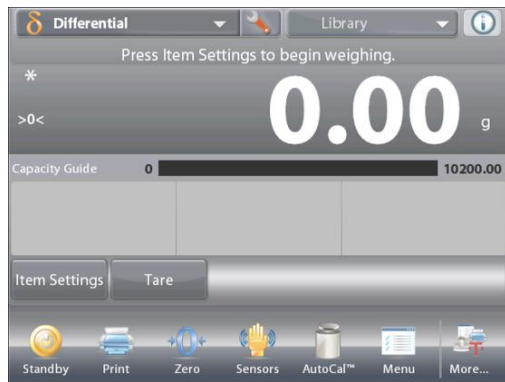 δ Differential Library i
Press Item Settings to begin weighing.
*
>0<
0.00 g
Capacity Guide 0 10200.00
Item Settings Tare
Standby Print Zero Sensors AutoCal™ Menu More...